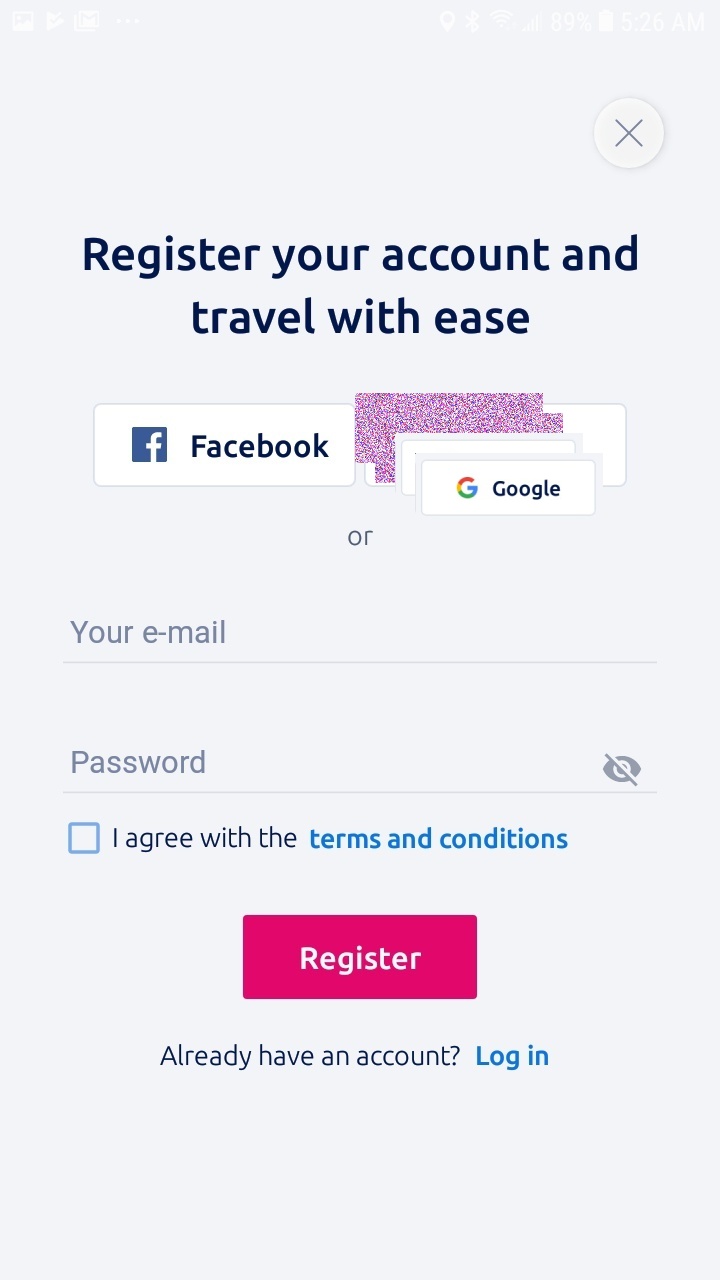 89% 5:26 AM
Register your account and
travel with ease
Facebook
Google
or
Your e-mail
Password
I agree with the terms and conditions
Register
Already have an account? Log in